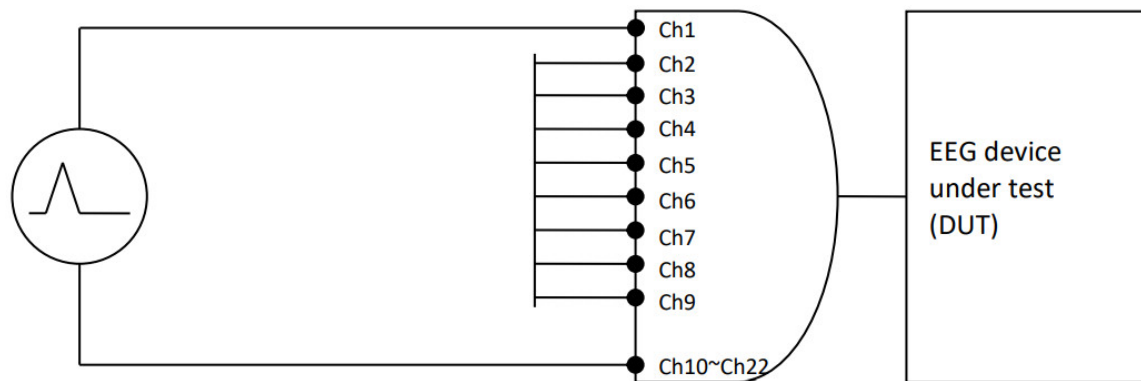 Ch1
Ch2
Ch3
Ch4
Ch5
Ch6
Ch7
Ch8
Ch9
Ch10~Ch22
EEG device
under test
(DUT)